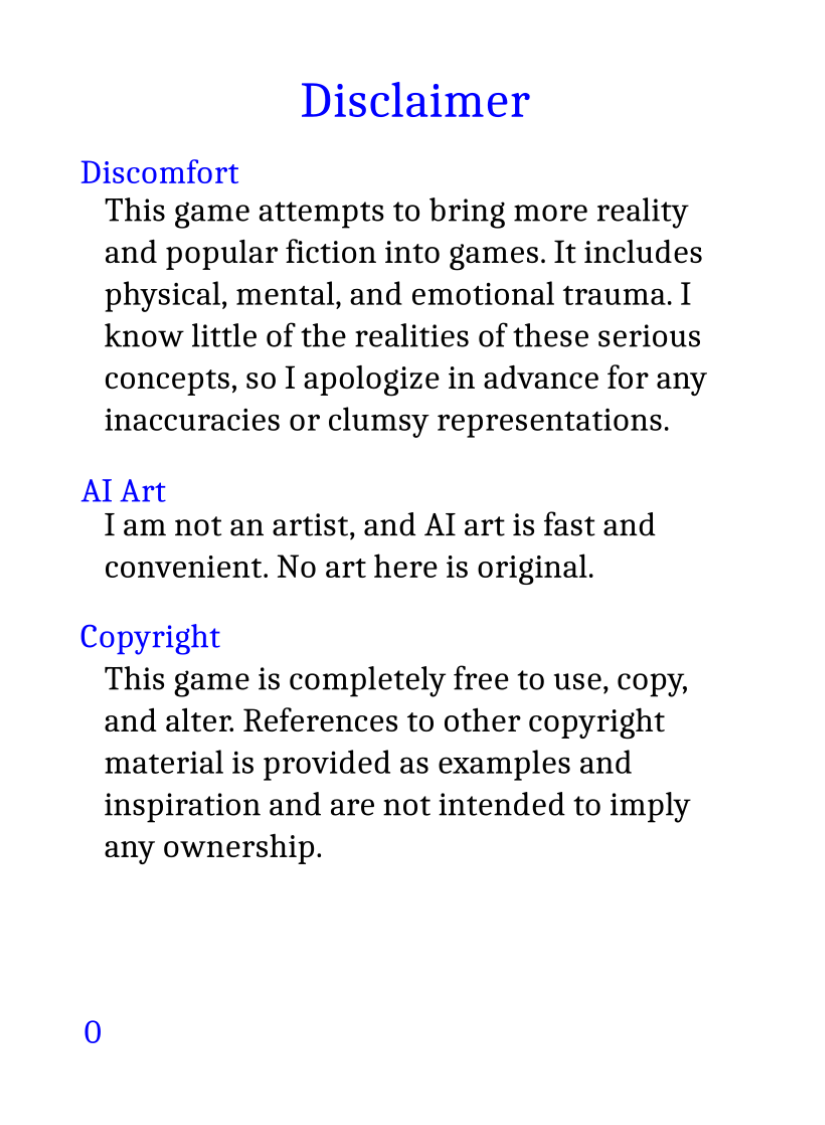 Disclaimer
Discomfort
This game attempts to bring more reality
and popular fiction into games. It includes
physical, mental, and emotional trauma. I
know little of the realities of these serious
concepts, so I apologize in advance for any
inaccuracies or clumsy representations.
AI Art
I am not an artist, and AI art is fast and
convenient. No art here is original.
Copyright
This game is completely free to use, copy,
and alter. References to other copyright
material is provided as examples and
inspiration and are not intended to imply
any ownership.
0